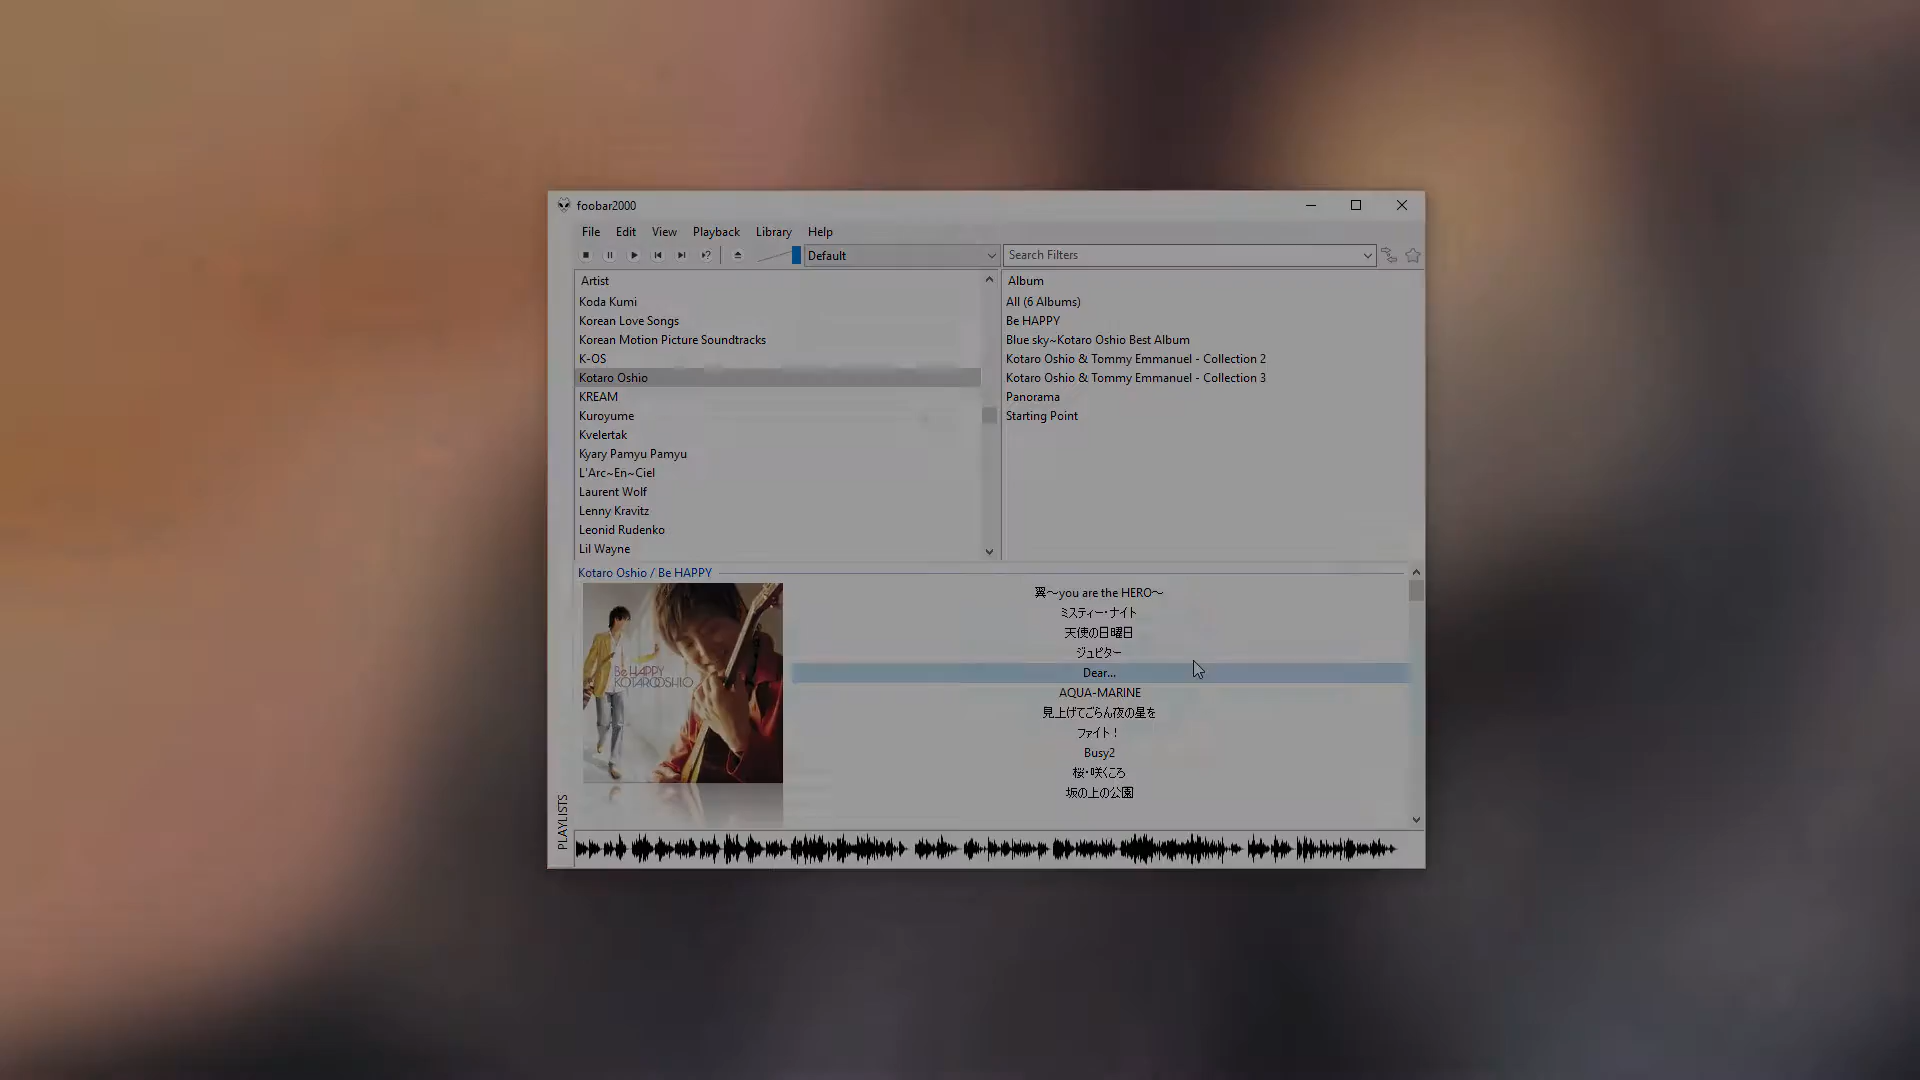 foobar2000
File Edit View Playback Library Help
Default
Search Filters
Artist
Koda Kumi
Korean Love Songs
Korean Motion Picture Soundtracks
K-OS
Kotaro Oshio
KREAM
Kuroyume
Kvelertak
Kyary Pamyu Pamyu
L'Arc~En~Ciel
Laurent Wolf
Lenny Kravitz
Leonid Rudenko
Lil Wayne
Album
All (6 Albums)
Be HAPPY
Blue sky~Kotaro Oshio Best Album
Kotaro Oshio & Tommy Emmanuel - Collection 2
Kotaro Oshio & Tommy Emmanuel - Collection 3
Panorama
Starting Point
Kotaro Oshio / Be HAPPY
Be HAPPY
KOTARO OSHIO
翼〜you are the HERO〜
ミスティー・ナイト
天使の日曜日
ジュピター
Dear...
AQUA-MARINE
見上げてごらん夜の星を
ファイト！
Busy2
桜・咲くころ
坂の上の公園
PLAYLISTS